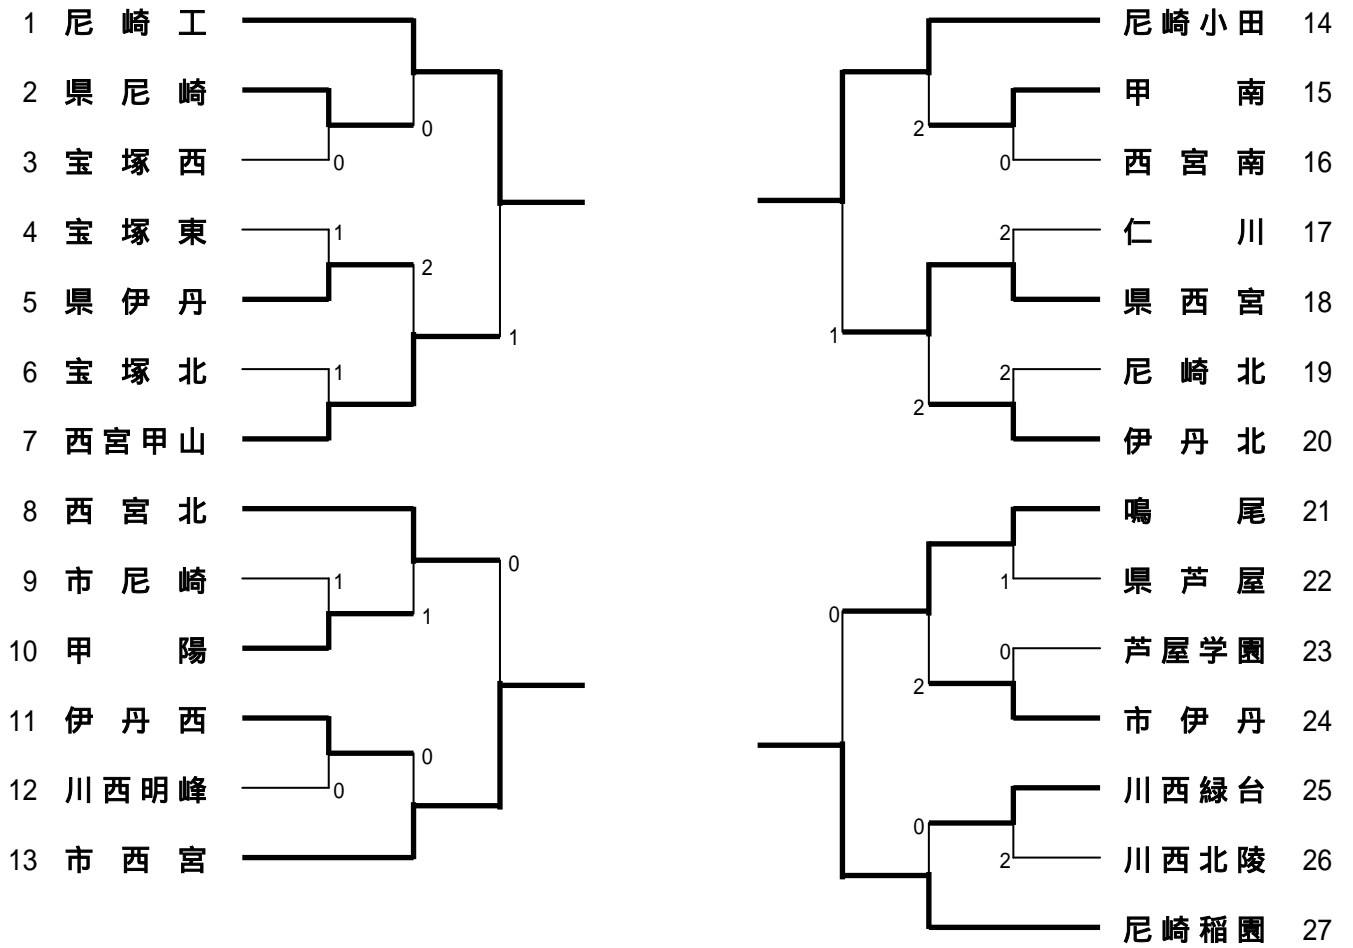 1 尼崎工
2 県尼崎
0
3 宝塚西
0
4 宝塚東
1
2
5 県伊丹
1
6 宝塚北
1
7 西宮甲山
8 西宮北
0
9 市尼崎
1
1
10 甲陽
11 伊丹西
0
12 川西明峰
0
13 市西宮
尼崎小田 14
甲南 15
2
西宮南 16
0
仁川 17
2
県西宮 18
1
尼崎北 19
2
2
伊丹北 20
鳴尾 21
県芦屋 22
1
0
芦屋学園 23
0
2
市伊丹 24
川西緑台 25
0
川西北陵 26
2
尼崎稲園 27